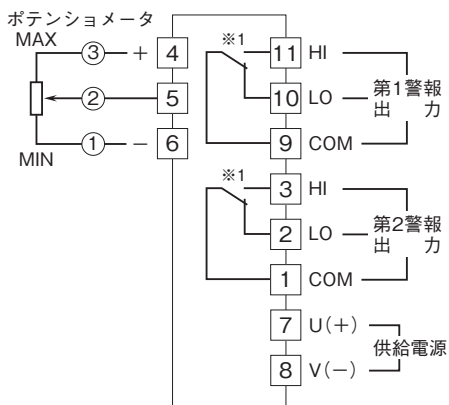 ポテンショメータ
MAX
③ + 4
② 5
① − 6
MIN
※1
11 HI
10 LO
9 COM
第1警報
出 力
※1
3 HI
2 LO
1 COM
第2警報
出 力
7 U(+)
8 V(−)
供給電源